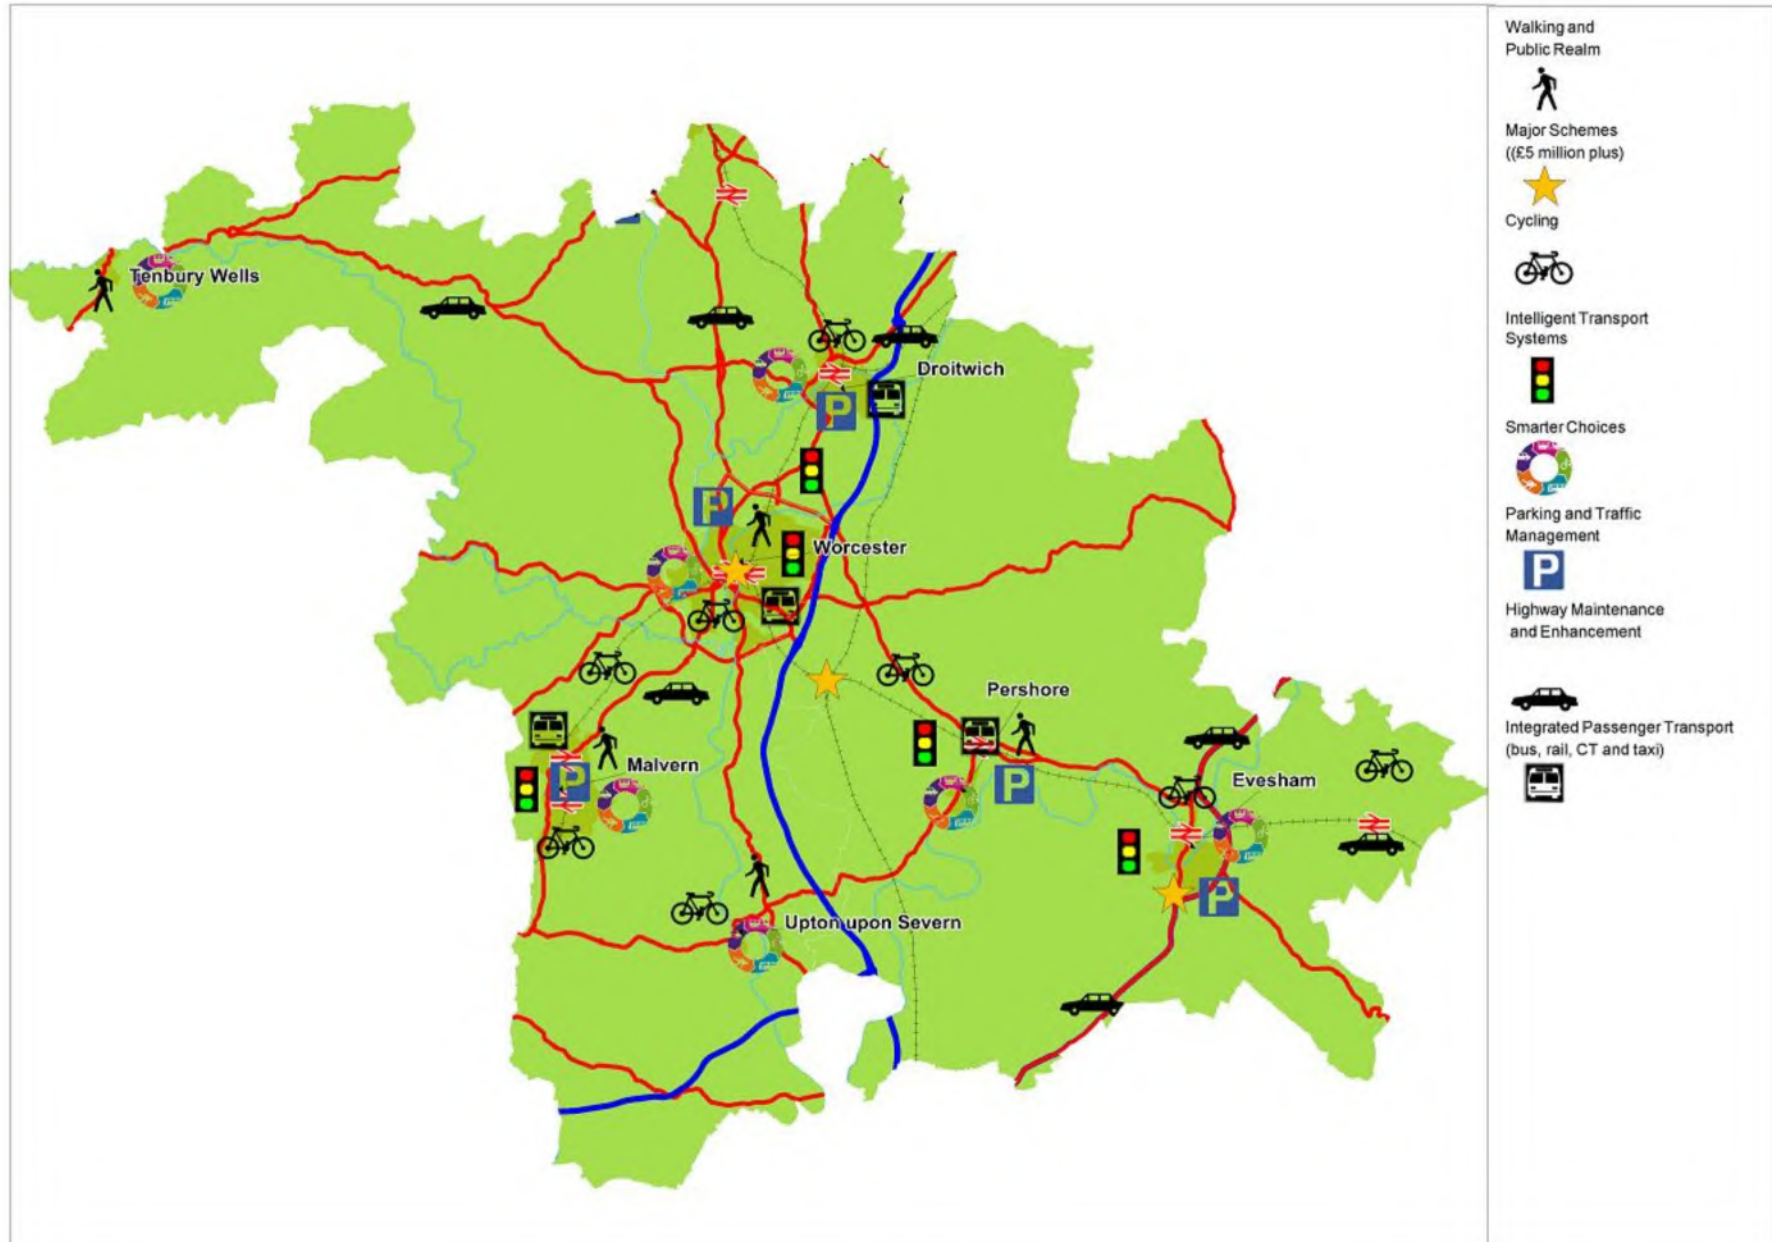 Tenbury Wells
Droitwich
Worcester
Pershore
Malvern
Evesham
Upton upon Severn
P
P
P
P
P
Walking and
Public Realm
Major Schemes
((£5 million plus)
Cycling
Intelligent Transport
Systems
Smarter Choices
Parking and Traffic
Management
P
Highway Maintenance
and Enhancement
Integrated Passenger Transport
(bus, rail, CT and taxi)